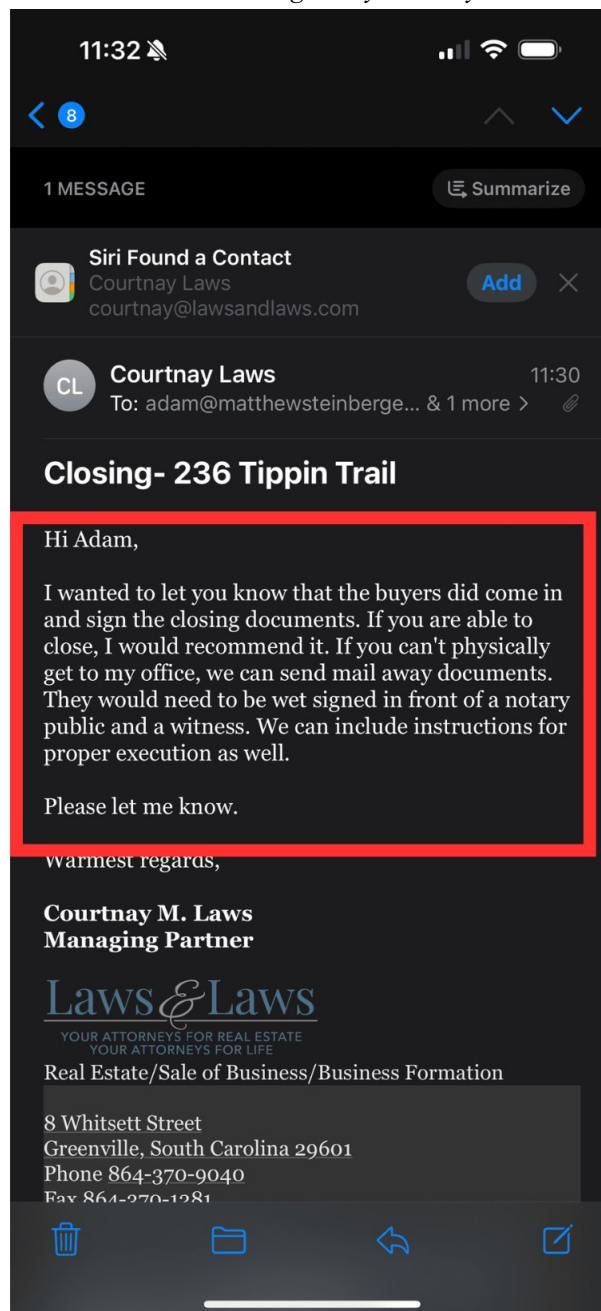 11:32
8
1 MESSAGE
Summarize
Siri Found a Contact
Courtnay Laws
courtnay@lawsandlaws.com
Add
CL
Courtnay Laws
11:30
To: adam@matthewsteinberge... & 1 more >
Closing- 236 Tippin Trail
Hi Adam,
I wanted to let you know that the buyers did come in
and sign the closing documents. If you are able to
close, I would recommend it. If you can't physically
get to my office, we can send mail away documents.
They would need to be wet signed in front of a notary
public and a witness. We can include instructions for
proper execution as well.
Please let me know.
Warmest regards,
Courtnay M. Laws
Managing Partner
Laws & Laws
YOUR ATTORNEYS FOR REAL ESTATE
YOUR ATTORNEYS FOR LIFE
Real Estate/Sale of Business/Business Formation
8 Whitsett Street
Greenville, South Carolina 29601
Phone 864-370-9040
Fax 864-270-1281